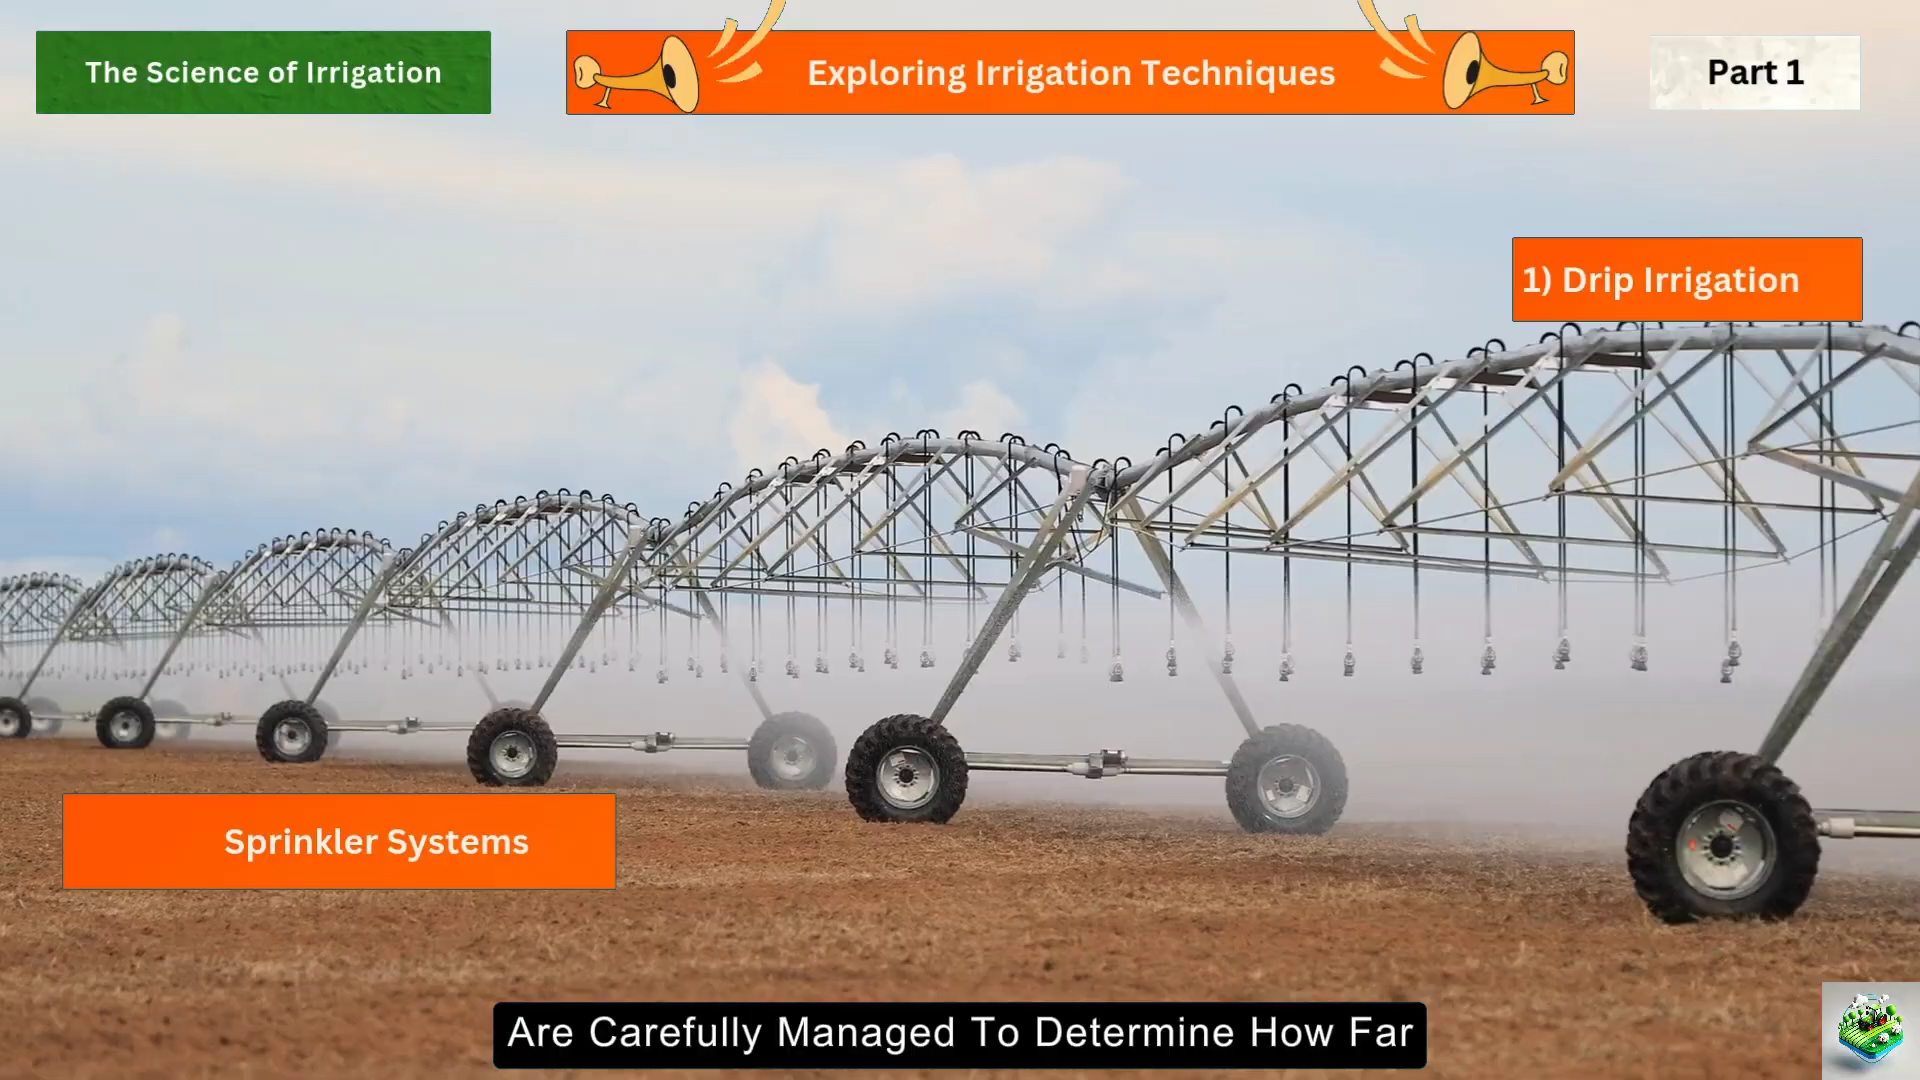 The Science of Irrigation
Exploring Irrigation Techniques
Part 1
1) Drip Irrigation
Sprinkler Systems
Are Carefully Managed To Determine How Far